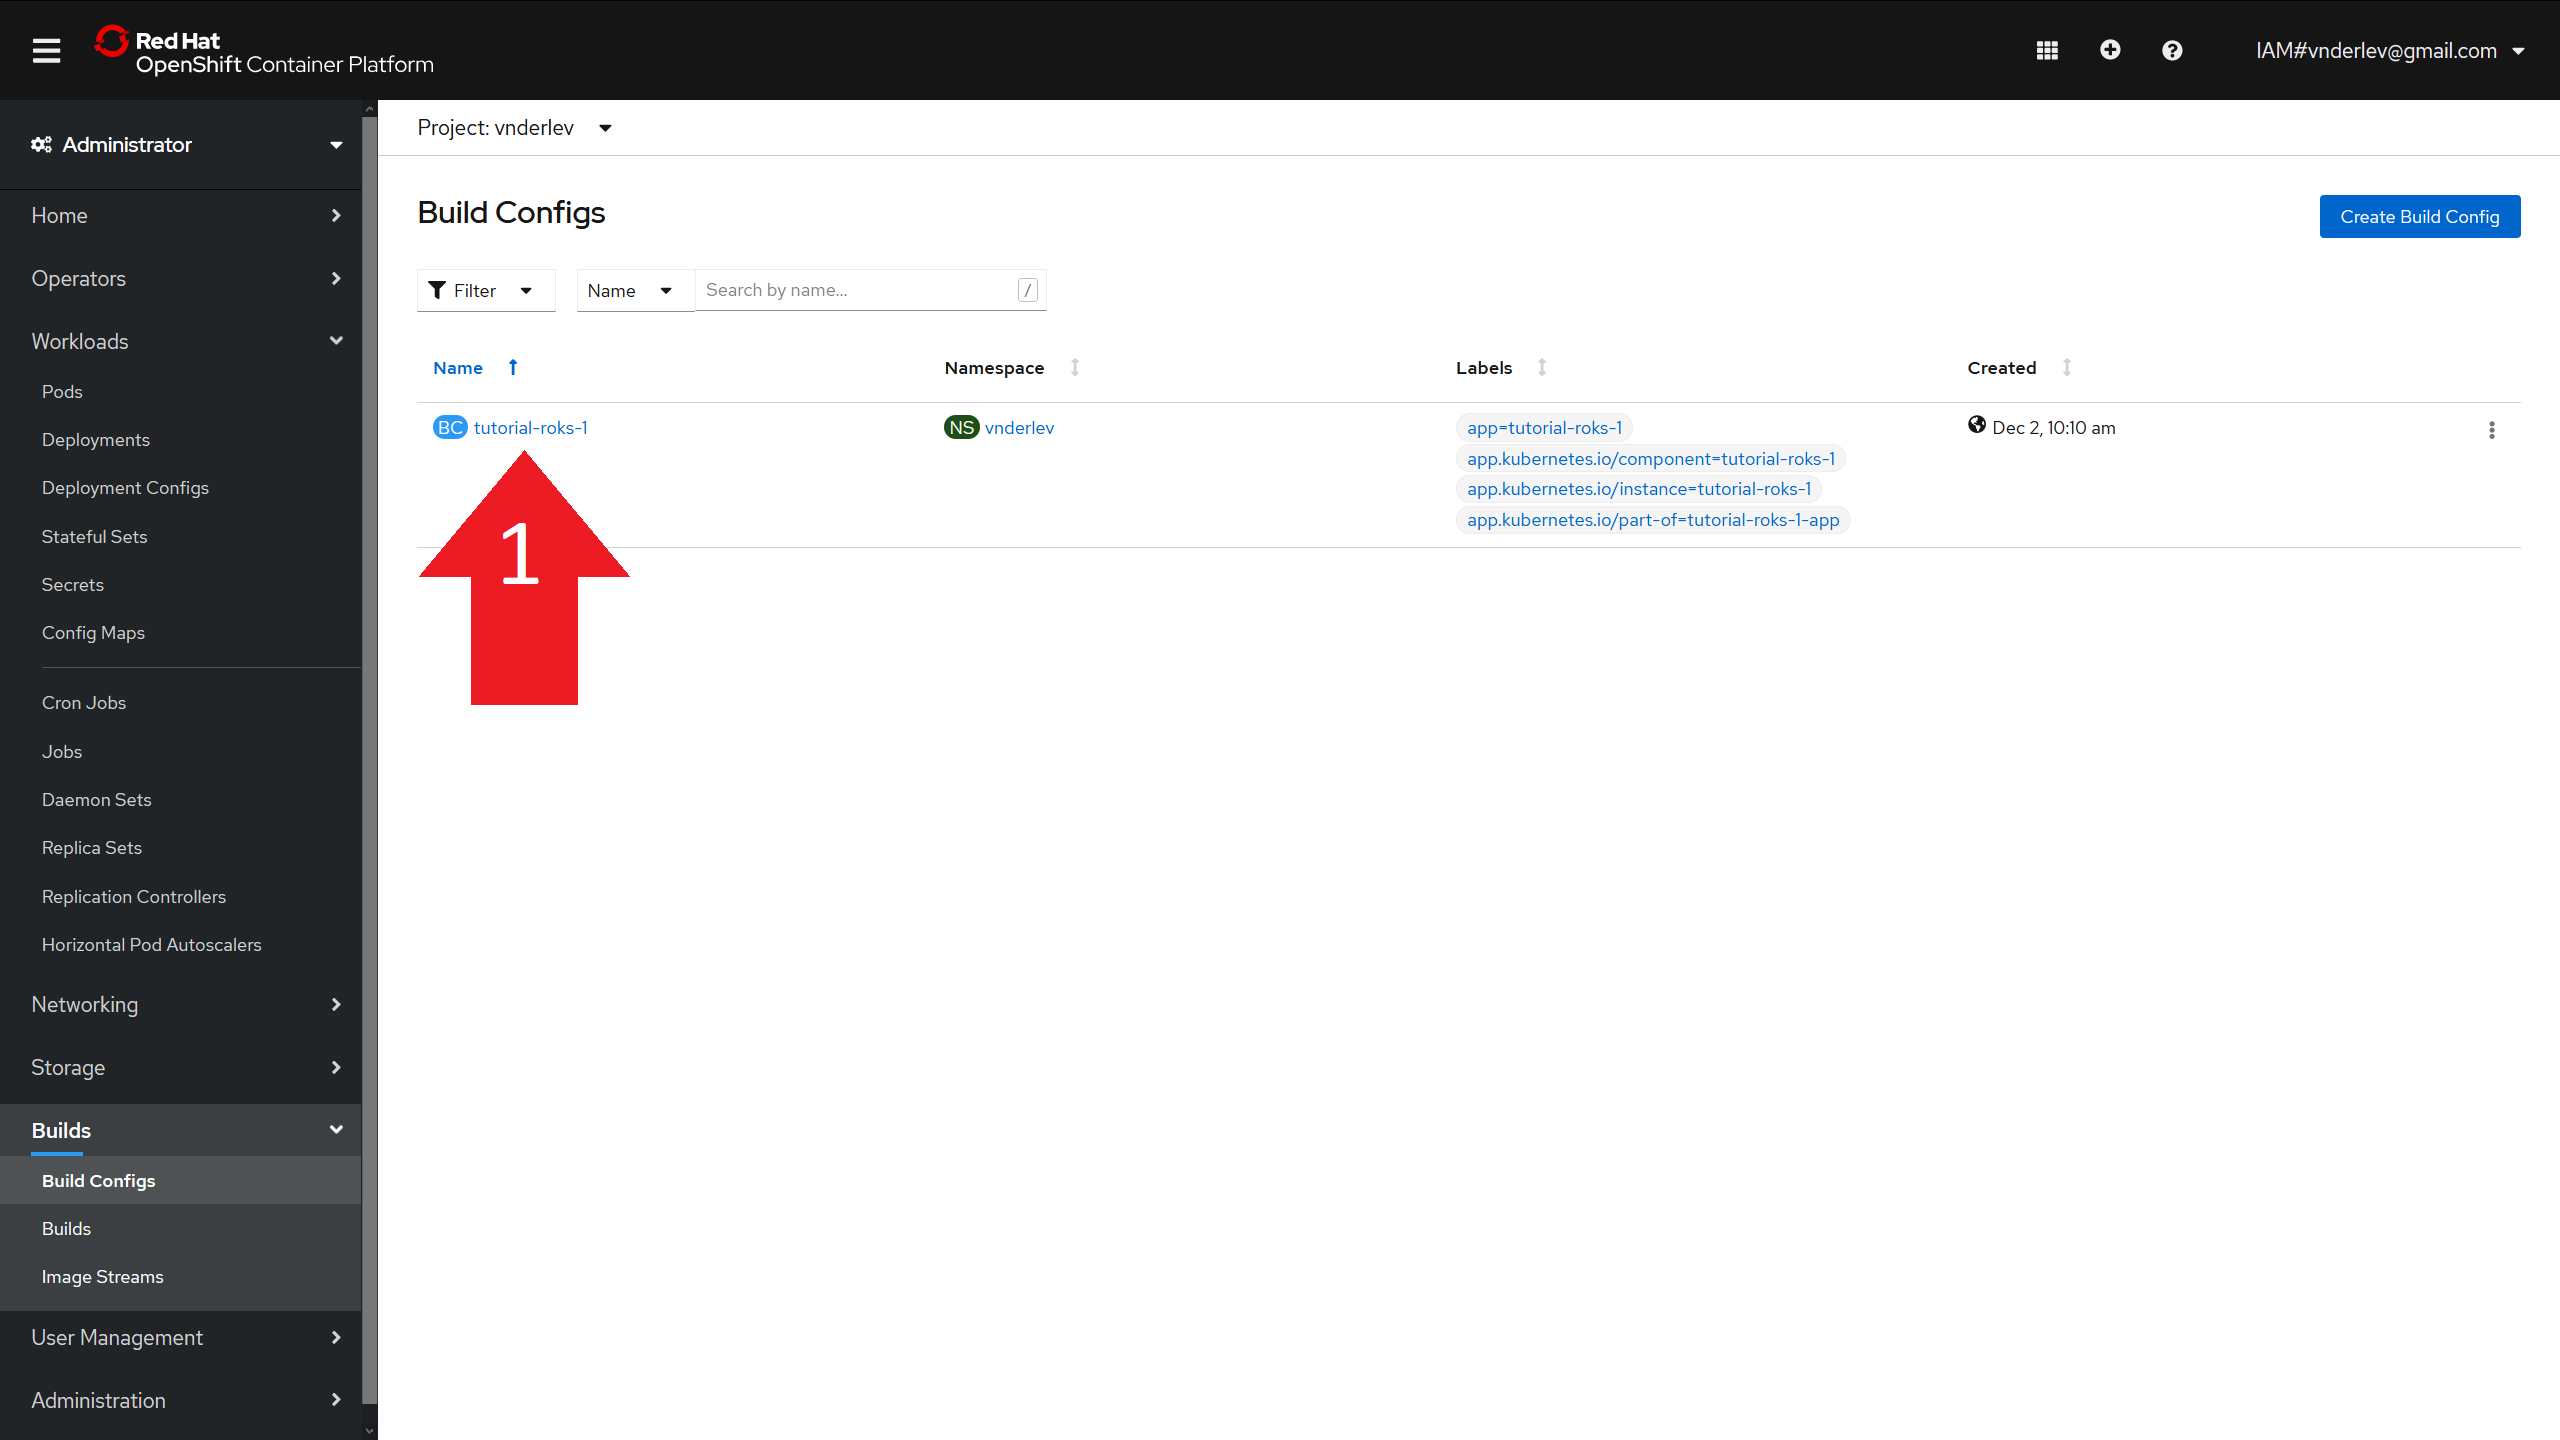 Red Hat
OpenShift Container Platform
IAM#vnderlev@gmail.com
Administrator
Home
Operators
Workloads
Pods
Deployments
Deployment Configs
Stateful Sets
Secrets
Config Maps
Cron Jobs
Jobs
Daemon Sets
Replica Sets
Replication Controllers
Horizontal Pod Autoscalers
Networking
Storage
Builds
Build Configs
Builds
Image Streams
User Management
Administration
Project: vnderlev
Build Configs
Create Build Config
Filter Name Search by name... /
Name Namespace Labels Created
BC tutorial-roks-1 NS vnderlev app=tutorial-roks-1 Dec 2, 10:10 am
app.kubernetes.io/component=tutorial-roks-1
app.kubernetes.io/instance=tutorial-roks-1
app.kubernetes.io/part-of=tutorial-roks-1-app
1